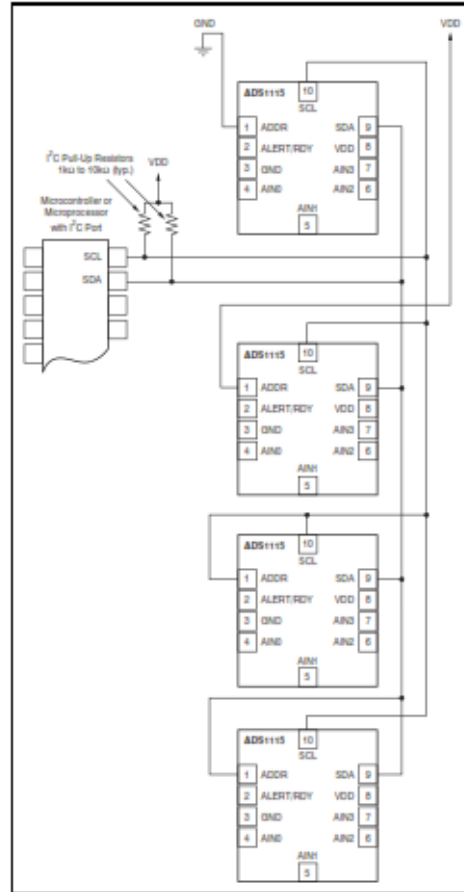 GND
VDD
ADS1115
10
SCL
1 ADDR SDA 9
2 ALERT/RDY VDD 8
3 GND AIN3 7
4 AIN0 AIN2 6
AIN1
5
I²C Pull-Up Resistors
1kΩ to 10kΩ (typ.)
VDD
Microcontroller or
Microprocessor
with I²C Port
SCL
SDA
10
ADS1115
SCL
1 ADDR SDA 9
2 ALERT/RDY VDD 8
3 GND AIN3 7
4 AIN0 AIN2 6
AIN1
5
ADS1115
10
SCL
1 ADDR SDA 9
2 ALERT/RDY VDD 8
3 GND AIN3 7
4 AIN0 AIN2 6
AIN1
5
ADS1115
10
SCL
1 ADDR SDA 9
2 ALERT/RDY VDD 8
3 GND AIN3 7
4 AIN0 AIN2 6
AIN1
5